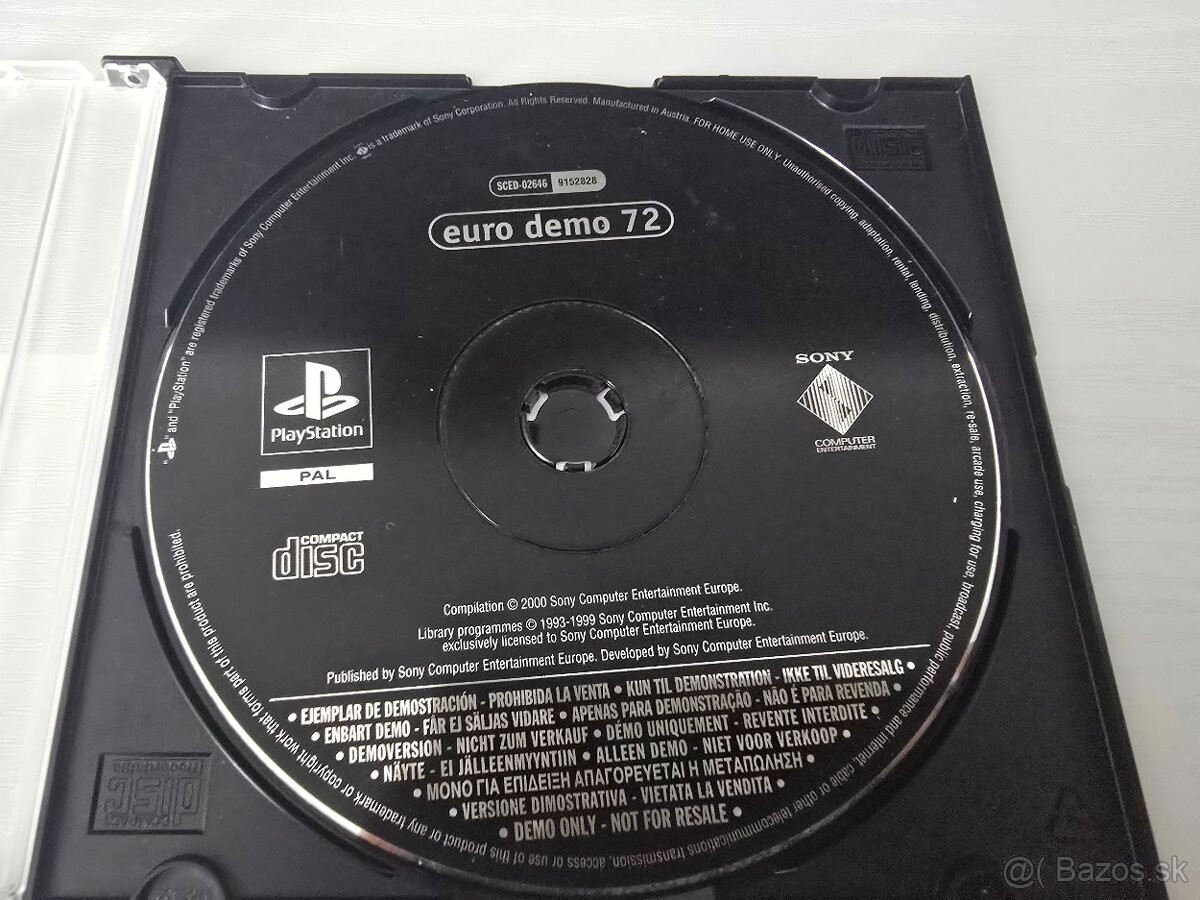 SCED-02646 9152828
euro demo 72
PlayStation
PAL
COMPACT
disc
SONY
COMPUTER
ENTERTAINMENT
Compilation © 2000 Sony Computer Entertainment Europe.
Library programmes © 1993-1999 Sony Computer Entertainment Inc.
exclusively licensed to Sony Computer Entertainment Europe.
Published by Sony Computer Entertainment Europe. Developed by Sony Computer Entertainment Europe.
• EJEMPLAR DE DEMOSTRACIÓN - PROHIBIDA LA VENTA • KUN TIL DEMONSTRATION - IKKE TIL VIDERESALG •
• ENBART DEMO - FÅR EJ SÄLJAS VIDARE • APENAS PARA DEMONSTRAÇÃO - NÃO É PARA REVENDA •
• DEMOVERSION - NICHT ZUM VERKAUF • DÉMO UNIQUEMENT - REVENTE INTERDITE •
• NÄYTE - EI JÄLLEENMYYNTIIN • ALLEEN DEMO - NIET VOOR VERKOOP •
• ΜΟΝΟ ΓΙΑ ΕΠΙΔΕΙΞΗ ΑΠΑΓΟΡΕΥΕΤΑΙ Η ΜΕΤΑΠΩΛΗΣΗ •
• VERSIONE DIMOSTRATIVA - VIETATA LA VENDITA •
• DEMO ONLY - NOT FOR RESALE •
" " and "PlayStation" are registered trademarks of Sony Computer Entertainment Inc. is a trademark of Sony Corporation. All Rights Reserved. Manufactured in Austria. FOR HOME USE ONLY. Unauthorised copying, adaptation, rental, lending, distribution, extraction, re-sale, arcade use, charging for use, broadcast, public performance and internet, cable or other telecommunications transmission, access or use of this product or any trademark or copyright work that forms part of this product are prohibited.
COMPACT
disc
Recordable
@( Bazos.sk